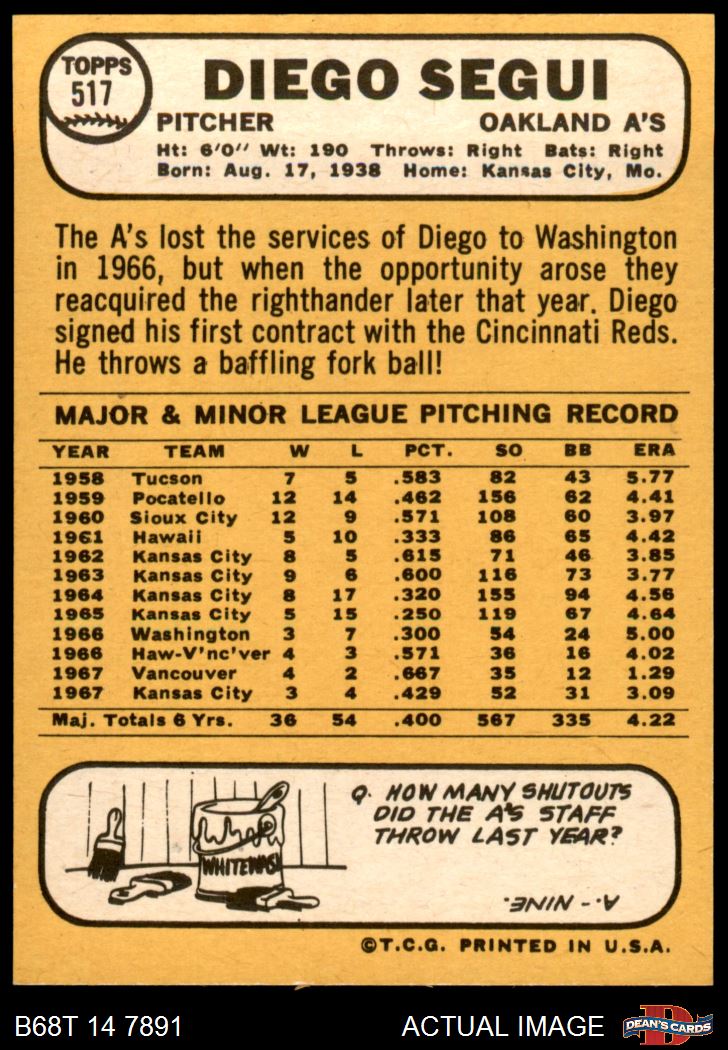 TOPPS
517
DIEGO SEGUI
PITCHER OAKLAND A'S
Ht: 6'0" Wt: 190 Throws: Right Bats: Right
Born: Aug. 17, 1938 Home: Kansas City, Mo.
The A's lost the services of Diego to Washington
in 1966, but when the opportunity arose they
reacquired the righthander later that year. Diego
signed his first contract with the Cincinnati Reds.
He throws a baffling fork ball!
MAJOR & MINOR LEAGUE PITCHING RECORD
YEAR TEAM W L PCT. SO BB ERA
1958 Tucson 7 5 .583 82 43 5.77
1959 Pocatello 12 14 .462 156 62 4.41
1960 Sioux City 12 9 .571 108 60 3.97
1961 Hawaii 5 10 .333 86 65 4.42
1962 Kansas City 8 5 .615 71 46 3.85
1963 Kansas City 9 6 .600 116 73 3.77
1964 Kansas City 8 17 .320 155 94 4.56
1965 Kansas City 5 15 .250 119 67 4.64
1966 Washington 3 7 .300 54 24 5.00
1966 Haw-V'nc'ver 4 3 .571 36 16 4.02
1967 Vancouver 4 2 .667 35 12 1.29
1967 Kansas City 3 4 .429 52 31 3.09
Maj. Totals 6 Yrs. 36 54 .400 567 335 4.22
Q. HOW MANY SHUTOUTS
DID THE A'S STAFF
THROW LAST YEAR?
WHITEWASH
A.- NINE.
©T.C.G. PRINTED IN U.S.A.
B68T 14 7891 ACTUAL IMAGE
D
DEAN'S CARDS